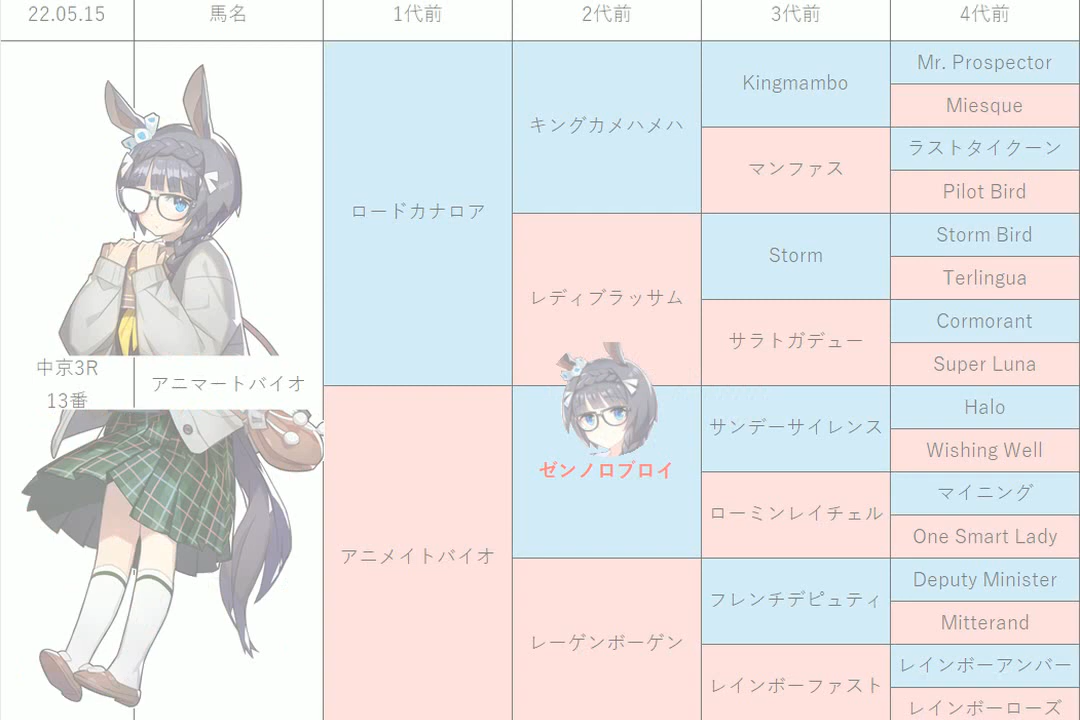 22.05.15 馬名 1代前 2代前 3代前 4代前
Mr. Prospector
Kingmambo
Miesque
キングカメハメハ
ラストタイクーン
マンファス
Pilot Bird
ロードカナロア
Storm Bird
Storm
Terlingua
レディブラッサム
Cormorant
サラトガデュー
Super Luna
中京3R
13番
アニマートバイオ
Halo
サンデーサイレンス
Wishing Well
ゼンノロブロイ
マイニング
ローミンレイチェル
One Smart Lady
アニメイトバイオ
Deputy Minister
フレンチデピュティ
Mitterand
レーゲンボーゲン
レインボーアンバー
レインボーファスト
レインボーローズ